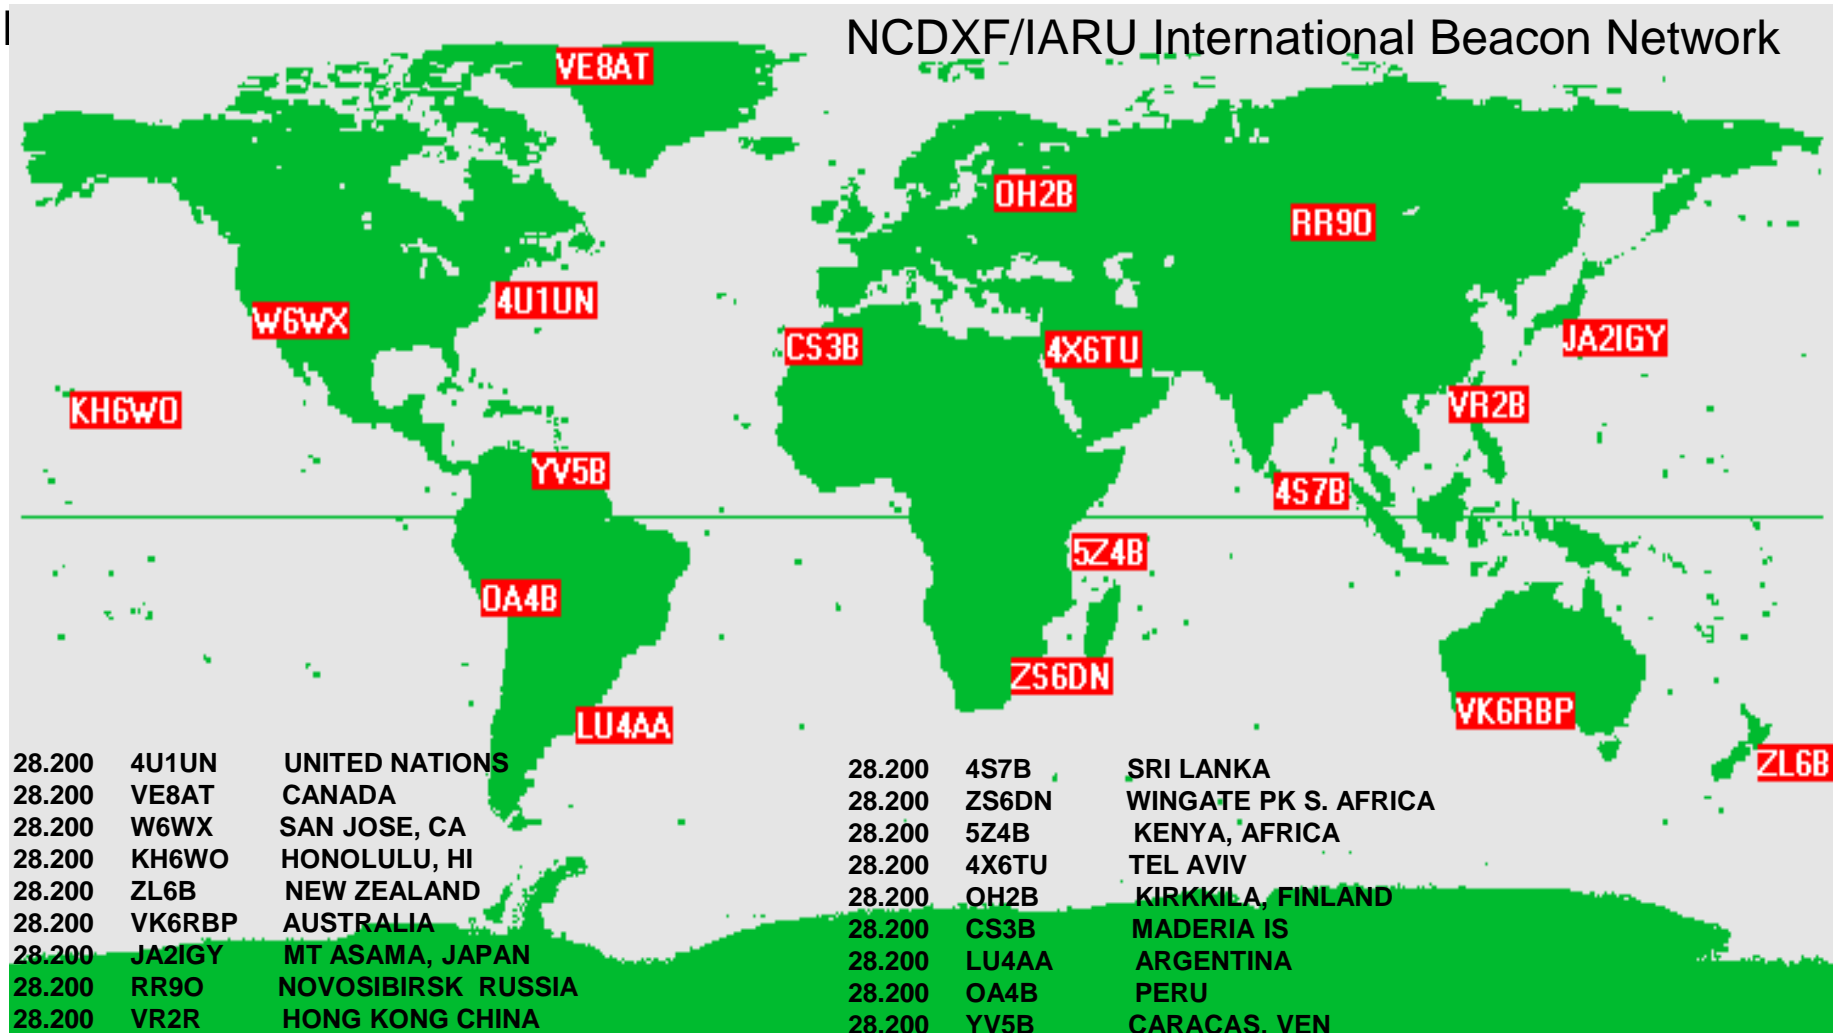 NCDXF/IARU International Beacon Network
VE8AT
OH2B
RR9O
4U1UN
W6WX
CS3B
4X6TU
JA2IGY
KH6WO
VR2B
YV5B
4S7B
5Z4B
OA4B
ZS6DN
LU4AA
VK6RBP
ZL6B
28.200 4U1UN UNITED NATIONS
28.200 VE8AT CANADA
28.200 W6WX SAN JOSE, CA
28.200 KH6WO HONOLULU, HI
28.200 ZL6B NEW ZEALAND
28.200 VK6RBP AUSTRALIA
28.200 JA2IGY MT ASAMA, JAPAN
28.200 RR9O NOVOSIBIRSK RUSSIA
28.200 VR2R HONG KONG CHINA
28.200 4S7B SRI LANKA
28.200 ZS6DN WINGATE PK S. AFRICA
28.200 5Z4B KENYA, AFRICA
28.200 4X6TU TEL AVIV
28.200 OH2B KIRKKILA, FINLAND
28.200 CS3B MADERIA IS
28.200 LU4AA ARGENTINA
28.200 OA4B PERU
28.200 YV5B CARACAS, VEN